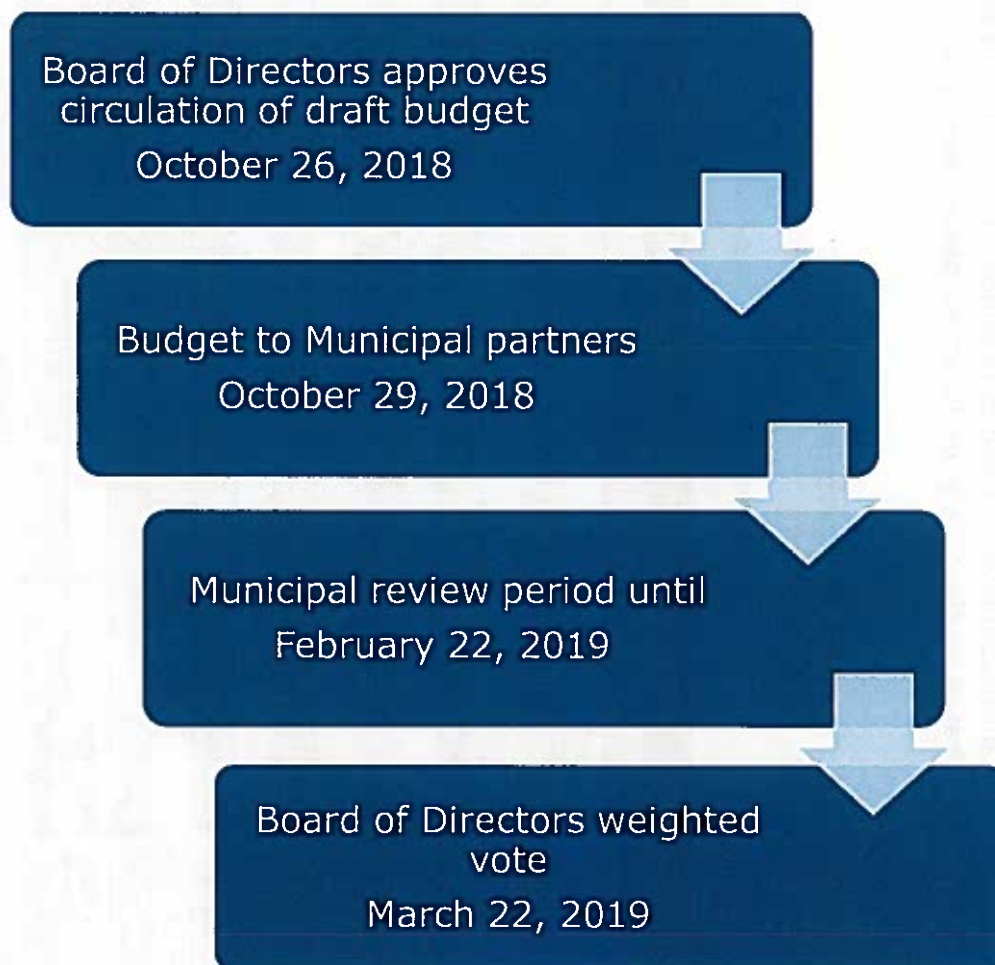 Board of Directors approves
circulation of draft budget
October 26, 2018
Budget to Municipal partners
October 29, 2018
Municipal review period until
February 22, 2019
Board of Directors weighted
vote
March 22, 2019